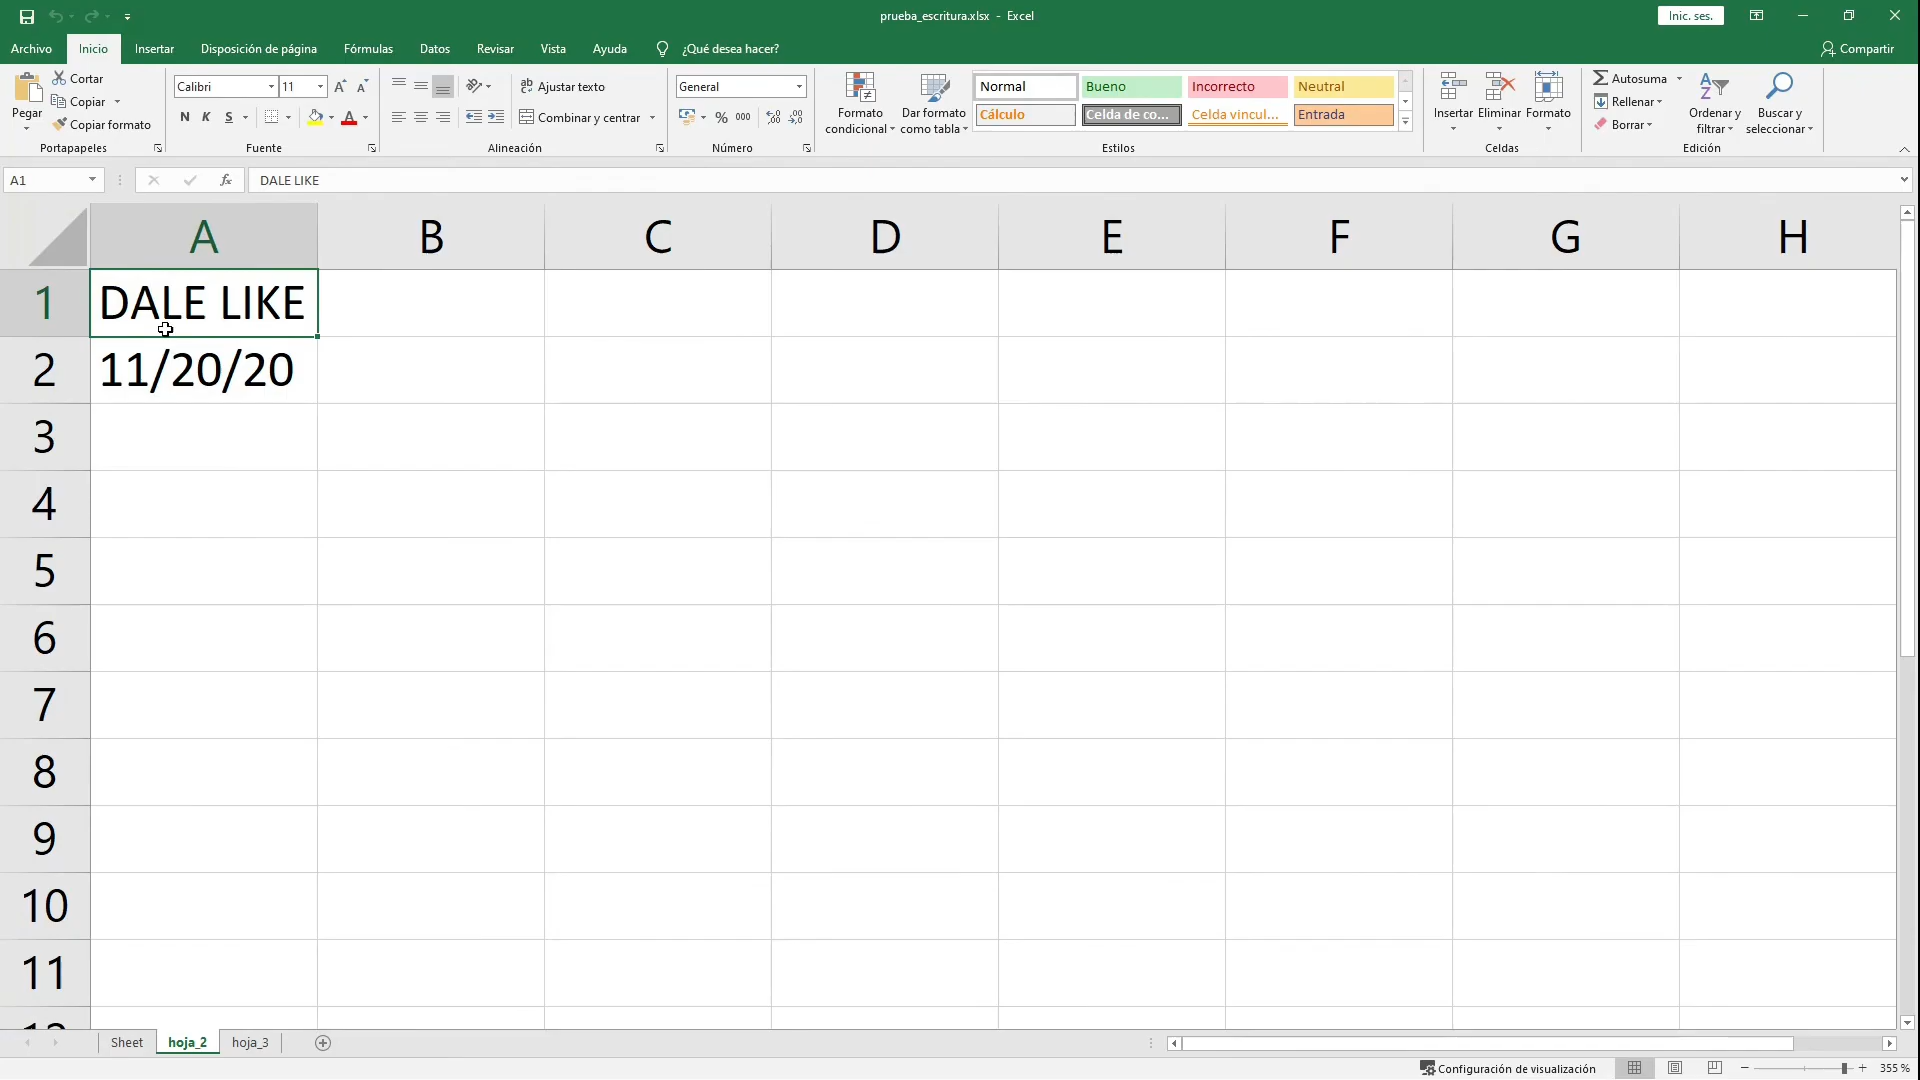 prueba_escritura.xlsx - Excel
Inic. ses.
Archivo Inicio Insertar Disposición de página Fórmulas Datos Revisar Vista Ayuda ¿Qué desea hacer? Compartir
Pegar
Cortar
Copiar
Copiar formato
Portapapeles
Calibri 11
N K S
Fuente
Ajustar texto
Combinar y centrar
Alineación
General
% 000
Número
Formato condicional
Dar formato como tabla
Normal Bueno Incorrecto Neutral
Cálculo Celda de co... Celda vincul... Entrada
Estilos
Insertar Eliminar Formato
Celdas
Autosuma
Rellenar
Borrar
Ordenar y filtrar
Buscar y seleccionar
Edición
A1 fx DALE LIKE
A B C D E F G H
1 DALE LIKE
2 11/20/20
3
4
5
6
7
8
9
10
11
Sheet hoja_2 hoja_3
Configuración de visualización 355 %